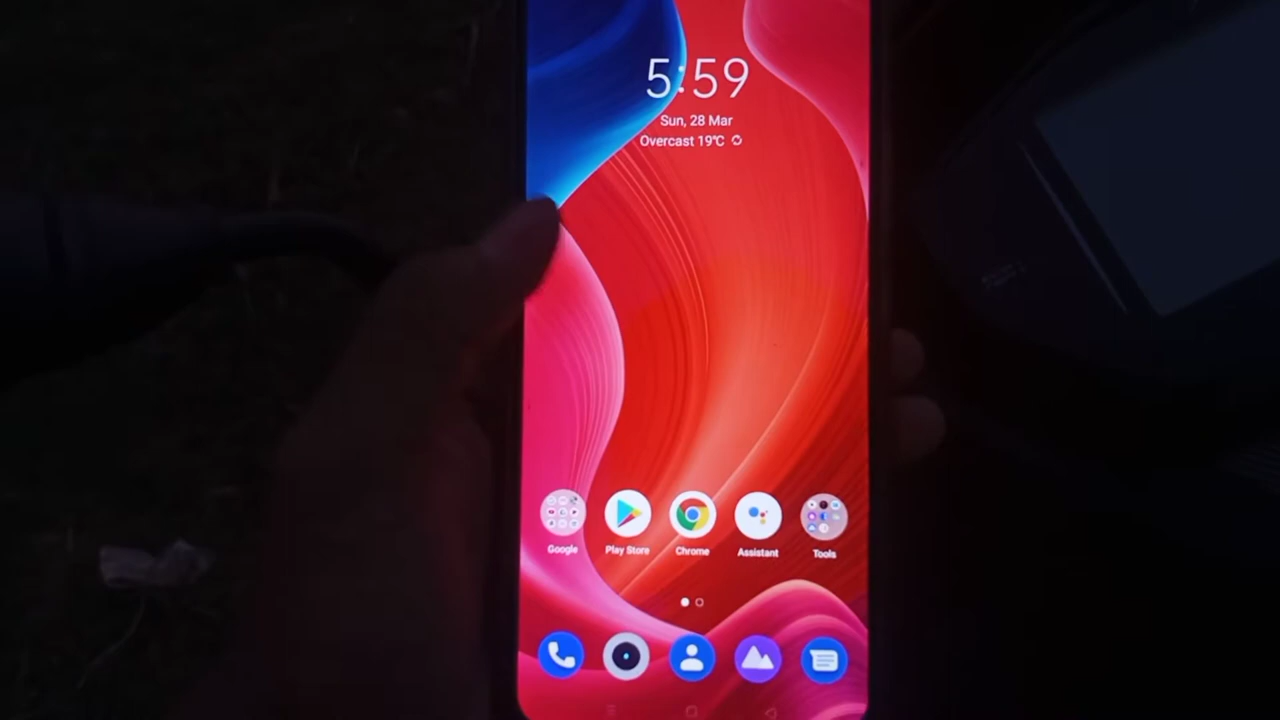 5:59
Sun, 28 Mar
Overcast 19℃
Google
Play Store
Chrome
Assistant
Tools